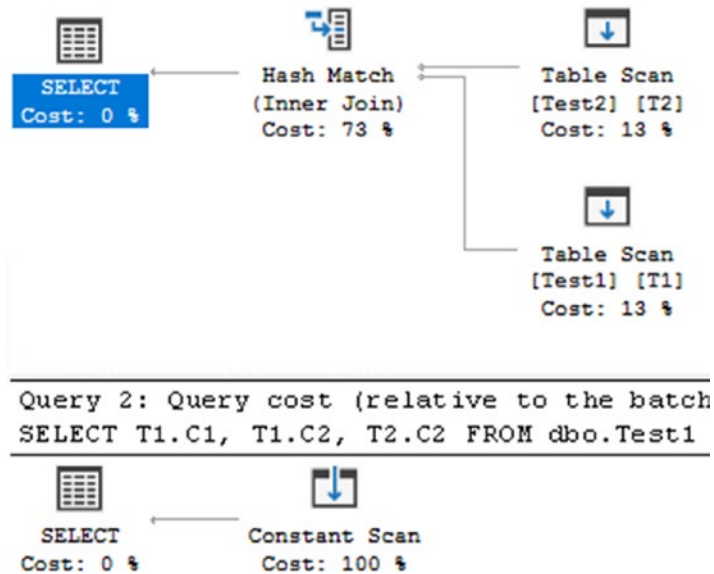 SELECT
Cost: 0 %
Hash Match
(Inner Join)
Cost: 73 %
Table Scan
[Test2] [T2]
Cost: 13 %
Table Scan
[Test1] [T1]
Cost: 13 %
Query 2: Query cost (relative to the batch
SELECT T1.C1, T1.C2, T2.C2 FROM dbo.Test1
SELECT
Cost: 0 %
Constant Scan
Cost: 100 %